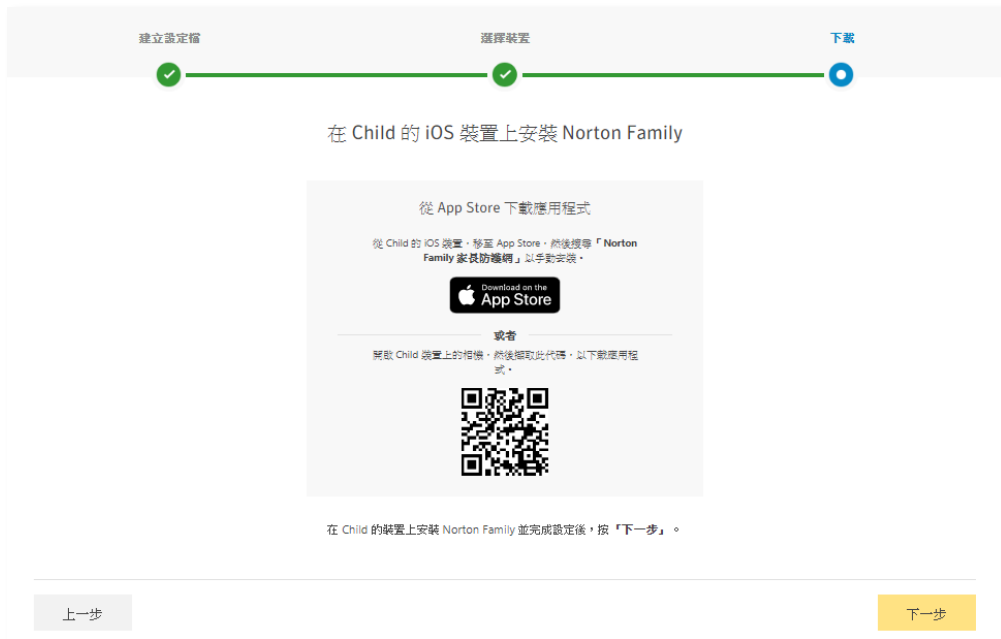 建立設定檔
選擇裝置
下載
在 Child 的 iOS 裝置上安裝 Norton Family
從 App Store 下載應用程式
從 Child 的 iOS 裝置，移至 App Store，然後搜尋「Norton
Family 家長防護網」以手動安裝。
Download on the
App Store
或者
開啟 Child 裝置上的相機，然後擷取此代碼，以下載應用程
式。
在 Child 的裝置上安裝 Norton Family 並完成設定後，按「下一步」。
上一步
下一步